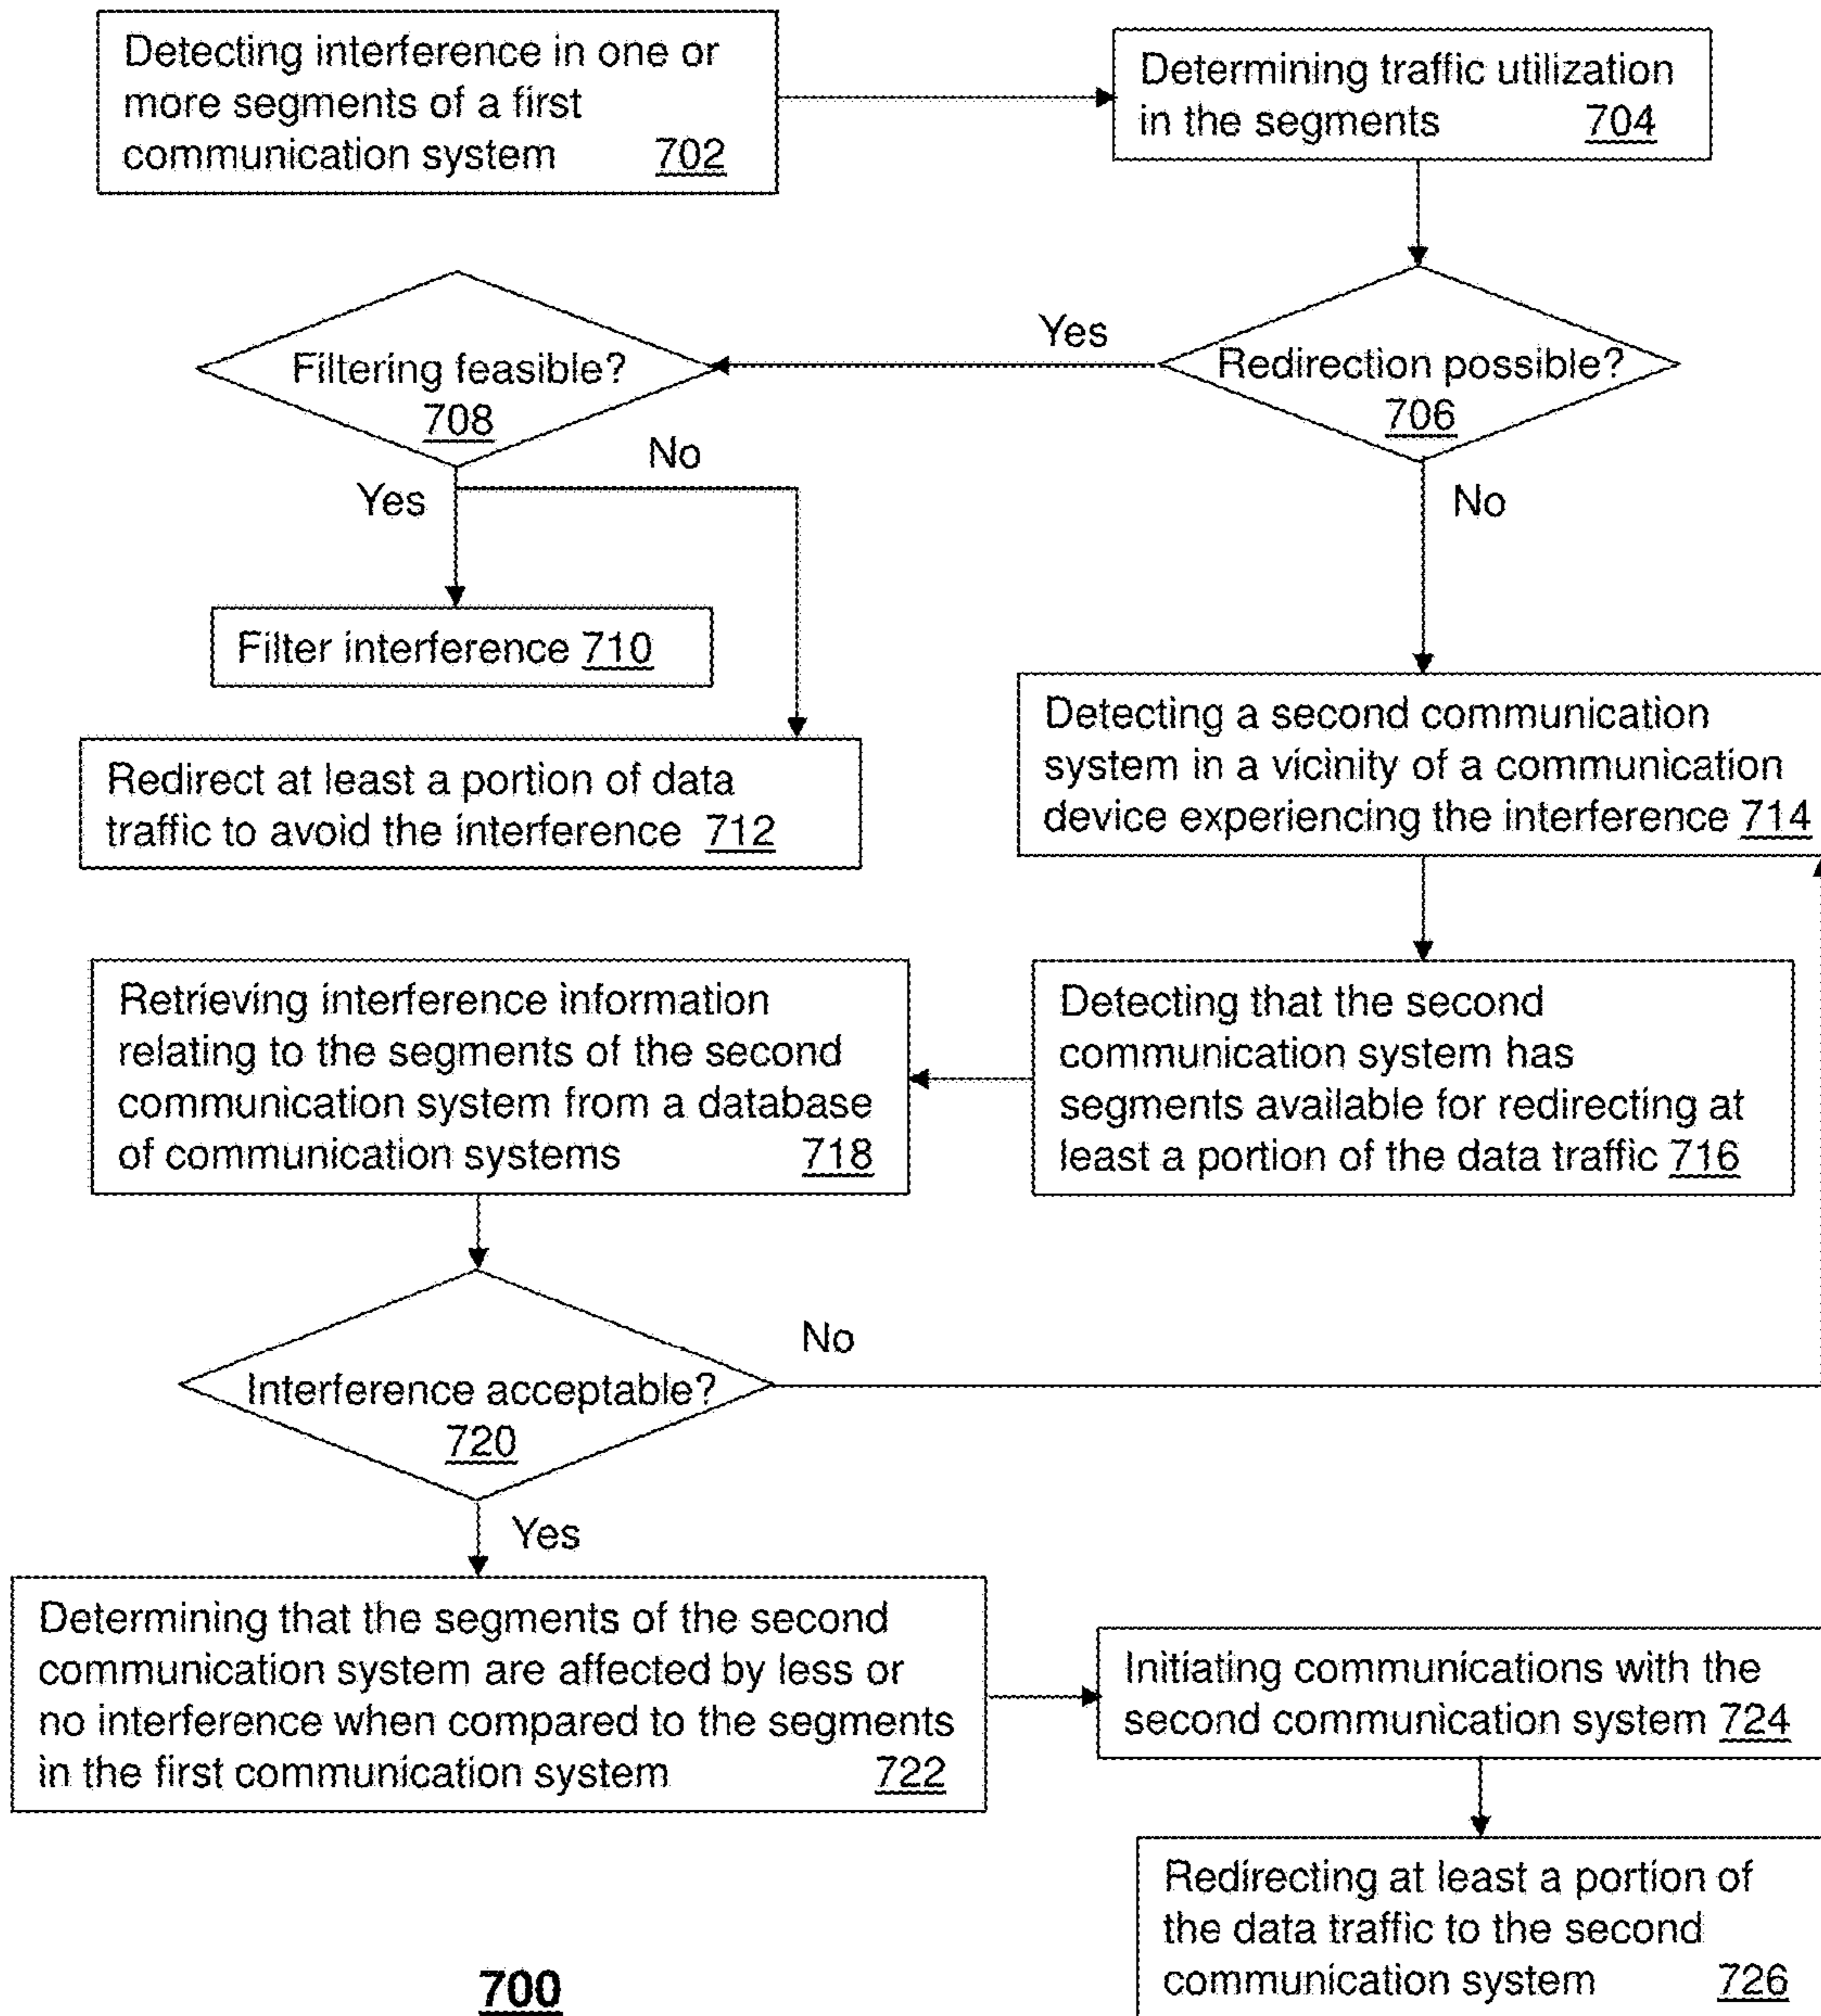 Detecting interference in one or
more segments of a first
communication system 702
Determining traffic utilization
in the segments 704
Redirection possible?
706
Yes
No
Filtering feasible?
708
Yes
No
Filter interference 710
Redirect at least a portion of data
traffic to avoid the interference 712
Detecting a second communication
system in a vicinity of a communication
device experiencing the interference 714
Detecting that the second
communication system has
segments available for redirecting at
least a portion of the data traffic 716
Retrieving interference information
relating to the segments of the second
communication system from a database
of communication systems 718
Interference acceptable?
720
No
Yes
Determining that the segments of the second
communication system are affected by less or
no interference when compared to the segments
in the first communication system 722
Initiating communications with the
second communication system 724
Redirecting at least a portion of
the data traffic to the second
communication system 726
700